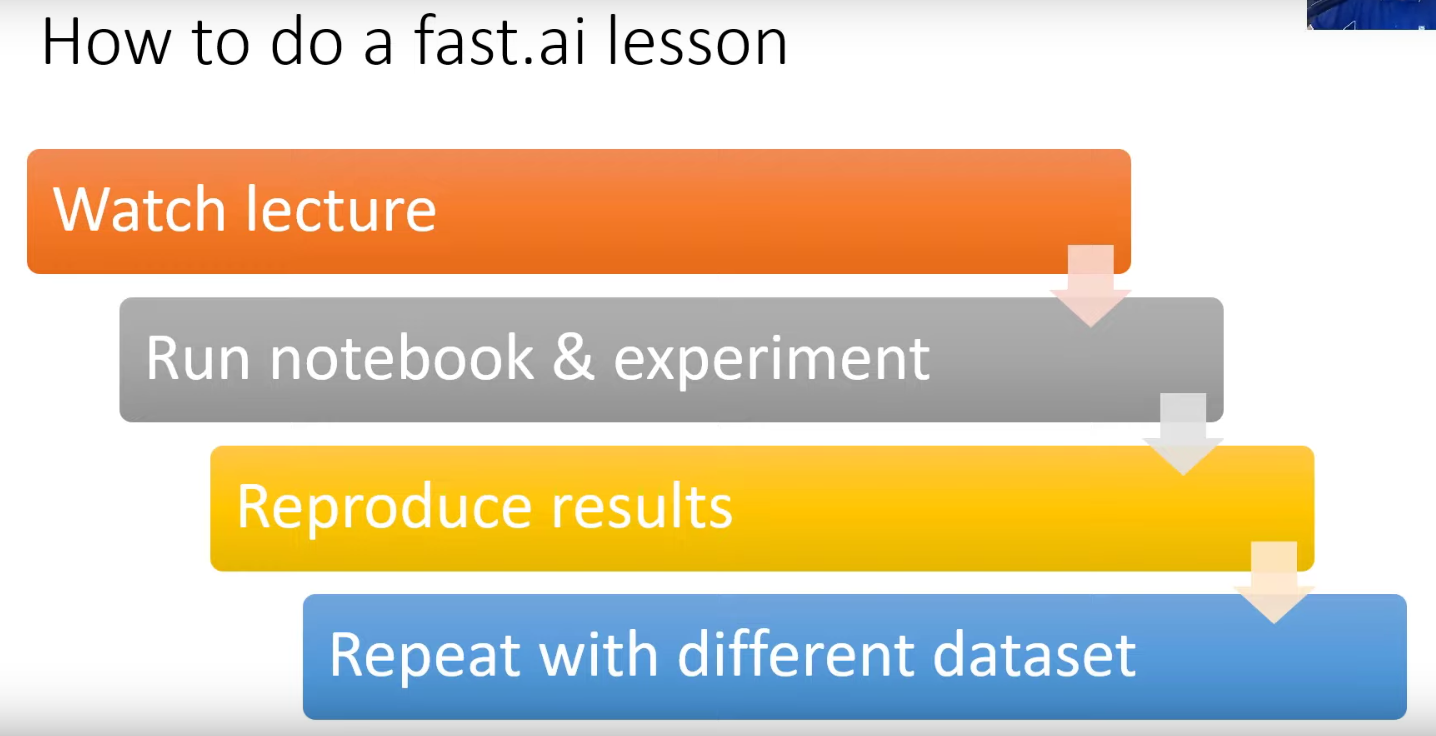 How to do a fast.ai lesson
Watch lecture
Run notebook & experiment
Reproduce results
Repeat with different dataset